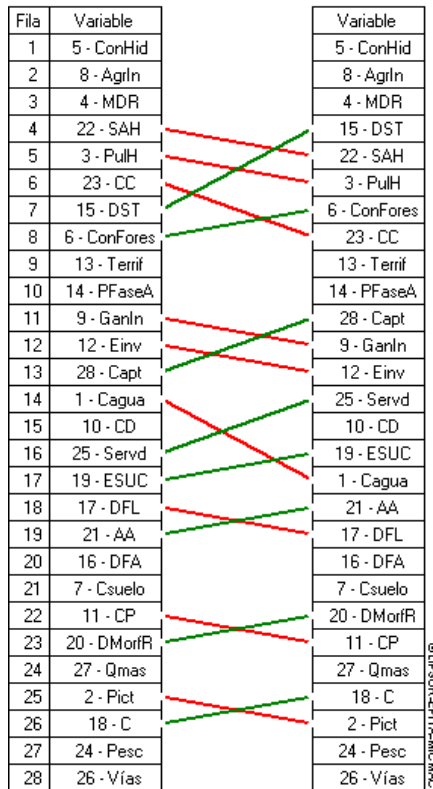 Fila Variable Variable
1 5 - ConHid 5 - ConHid
2 8 - AgrIn 8 - AgrIn
3 4 - MDR 4 - MDR
4 22 - SAH 15 - DST
5 3 - PulH 22 - SAH
6 23 - CC 3 - PulH
7 15 - DST 6 - ConFores
8 6 - ConFores 23 - CC
9 13 - Terrif 13 - Terrif
10 14 - PFaseA 14 - PFaseA
11 9 - GanIn 28 - Capt
12 12 - Einv 9 - GanIn
13 28 - Capt 12 - Einv
14 1 - Cagua 25 - Servd
15 10 - CD 10 - CD
16 25 - Servd 19 - ESUC
17 19 - ESUC 1 - Cagua
18 17 - DFL 21 - AA
19 21 - AA 17 - DFL
20 16 - DFA 16 - DFA
21 7 - Csuelo 7 - Csuelo
22 11 - CP 20 - DMorfR
23 20 - DMorfR 11 - CP
24 27 - Qmas 27 - Qmas
25 2 - Pict 18 - C
26 18 - C 2 - Pict
27 24 - Pesc 24 - Pesc
28 26 - Vías 26 - Vías
© LIPSOR-EPITA-MICMAC